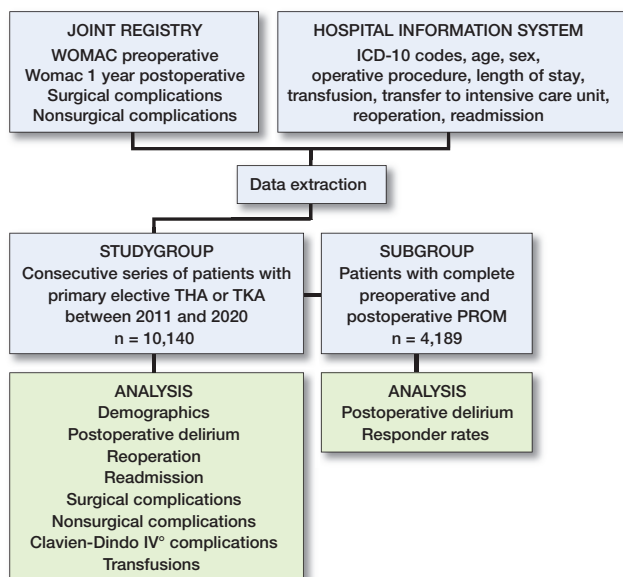 JOINT REGISTRY
WOMAC preoperative
Womac 1 year postoperative
Surgical complications
Nonsurgical complications
HOSPITAL INFORMATION SYSTEM
ICD-10 codes, age, sex,
operative procedure, length of stay,
transfusion, transfer to intensive care unit,
reoperation, readmission
Data extraction
STUDYGROUP
Consecutive series of patients with
primary elective THA or TKA
between 2011 and 2020
n = 10,140
SUBGROUP
Patients with complete
preoperative and
postoperative PROM
n = 4,189
ANALYSIS
Demographics
Postoperative delirium
Reoperation
Readmission
Surgical complications
Nonsurgical complications
Clavien-Dindo IV° complications
Transfusions
ANALYSIS
Postoperative delirium
Responder rates